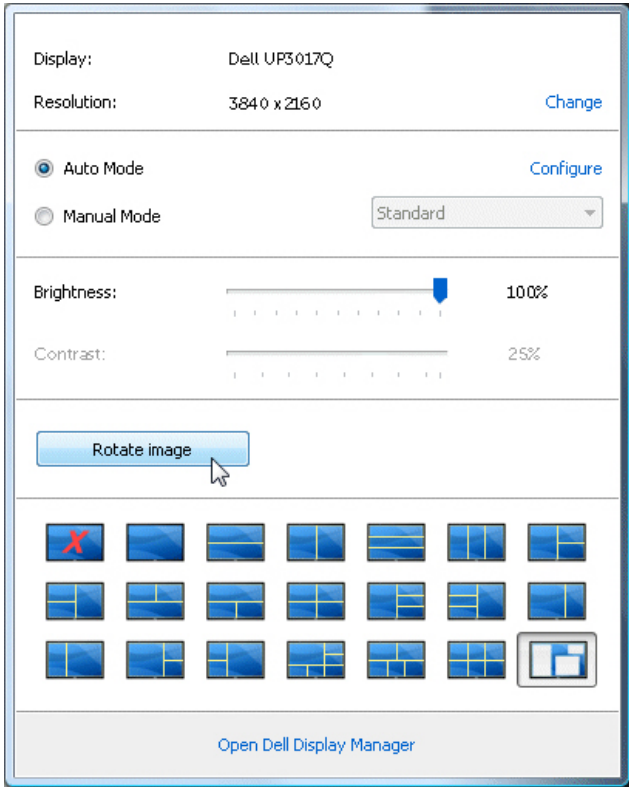 Display: Dell UP3017Q
Resolution: 3840 x 2160 Change
Auto Mode Configure
Manual Mode Standard
Brightness: 100%
Contrast: 25%
Rotate image
Open Dell Display Manager